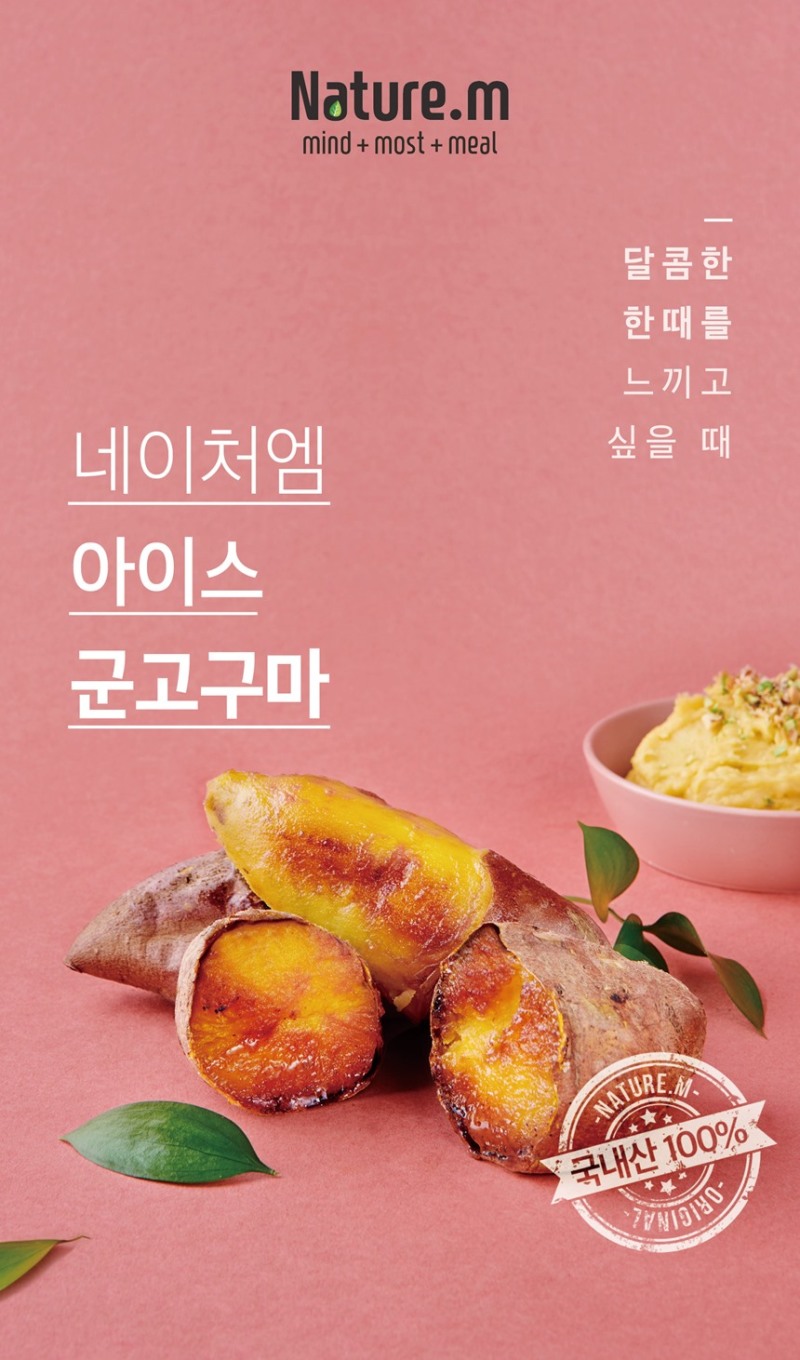 Nature.m
mind + most + meal
달콤한
한때를
느끼고
싶을 때
네이처엠
아이스
군고구마
-NATURE.M-
국내산 100%
-ORIGINAL-